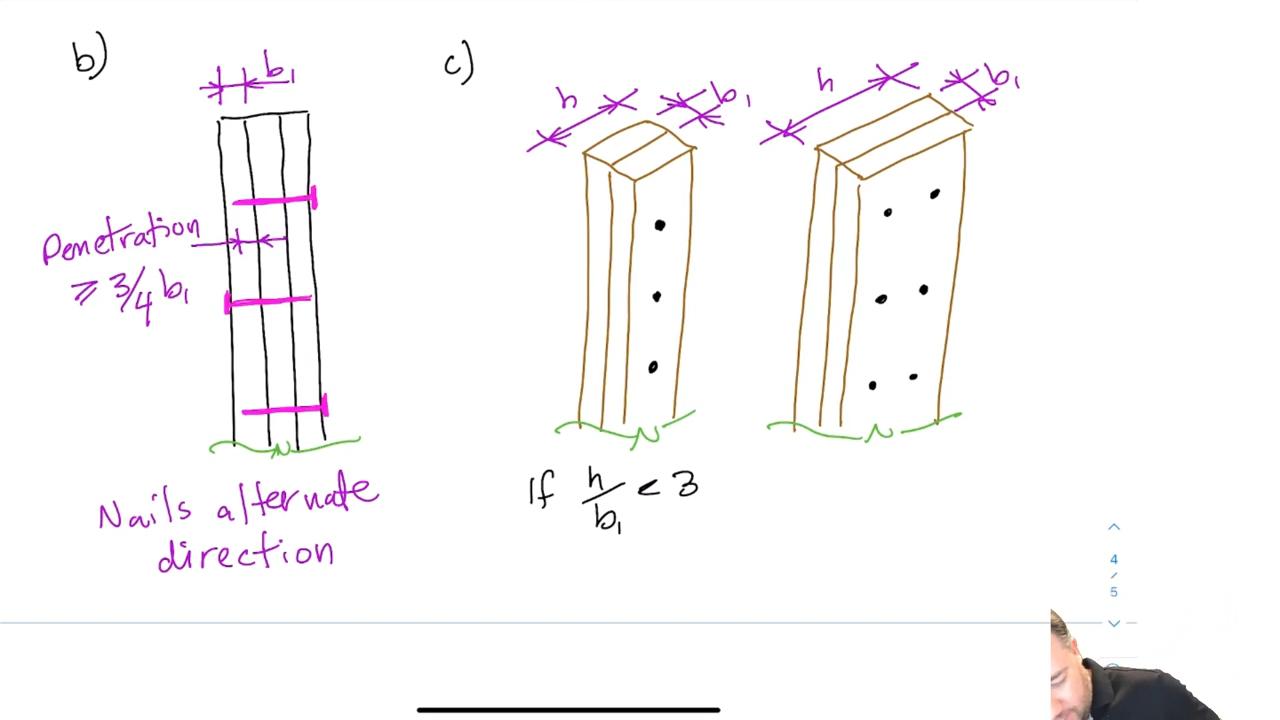 b)
b₁
Penetration
≥ 3/4 b₁
Nails alternate
direction
c)
h
b₁
h
b₁
If h/b₁ < 3
4
/
5